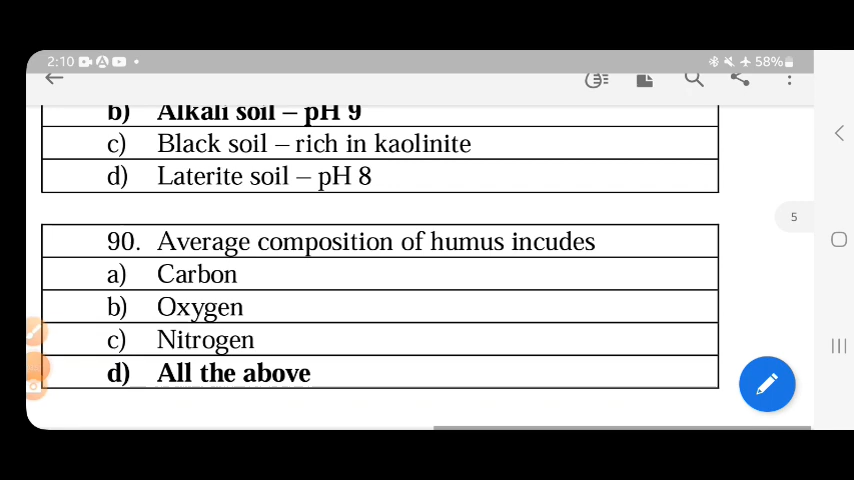 2:10 58%
b) Alkali soil – pH 9
c) Black soil – rich in kaolinite
d) Laterite soil – pH 8
5
90. Average composition of humus incudes
a) Carbon
b) Oxygen
c) Nitrogen
d) All the above